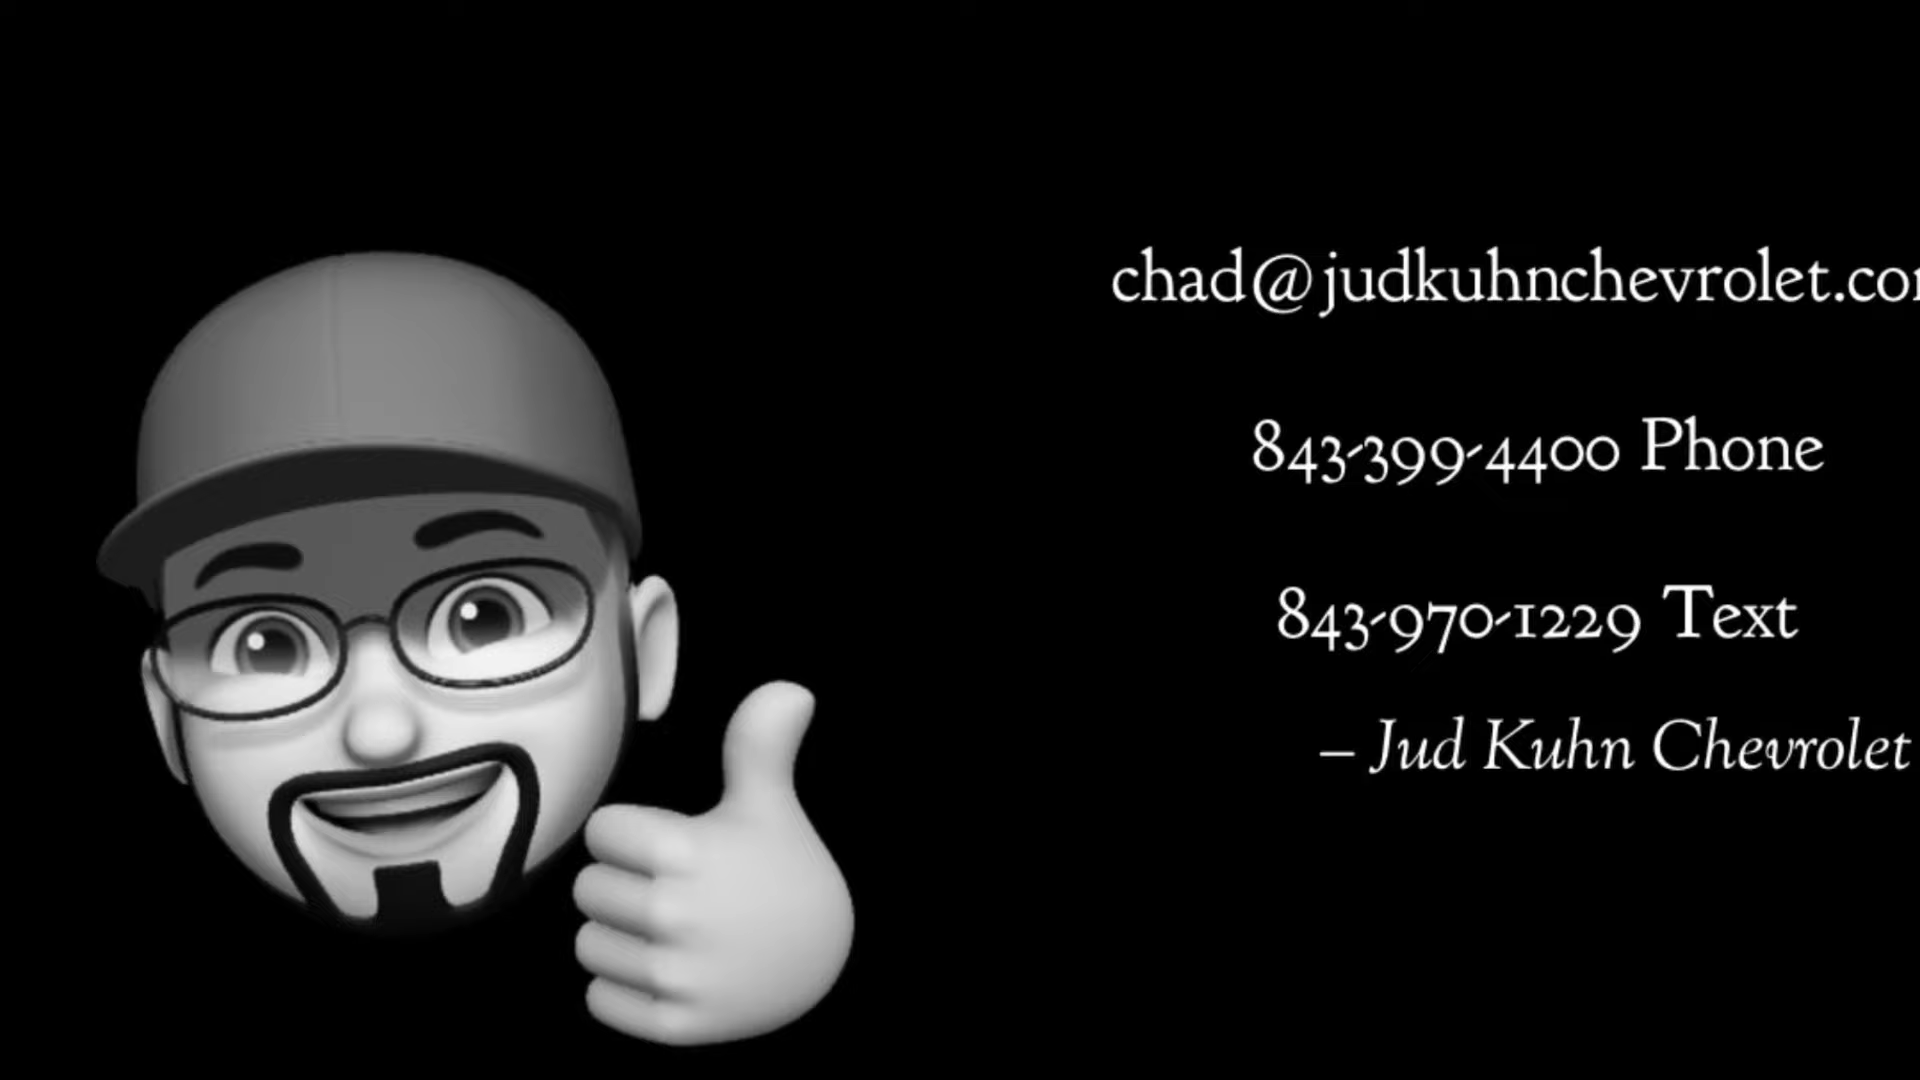 chad@judkuhnchevrolet.co
843-399-4400 Phone
843-970-1229 Text
– Jud Kuhn Chevrolet